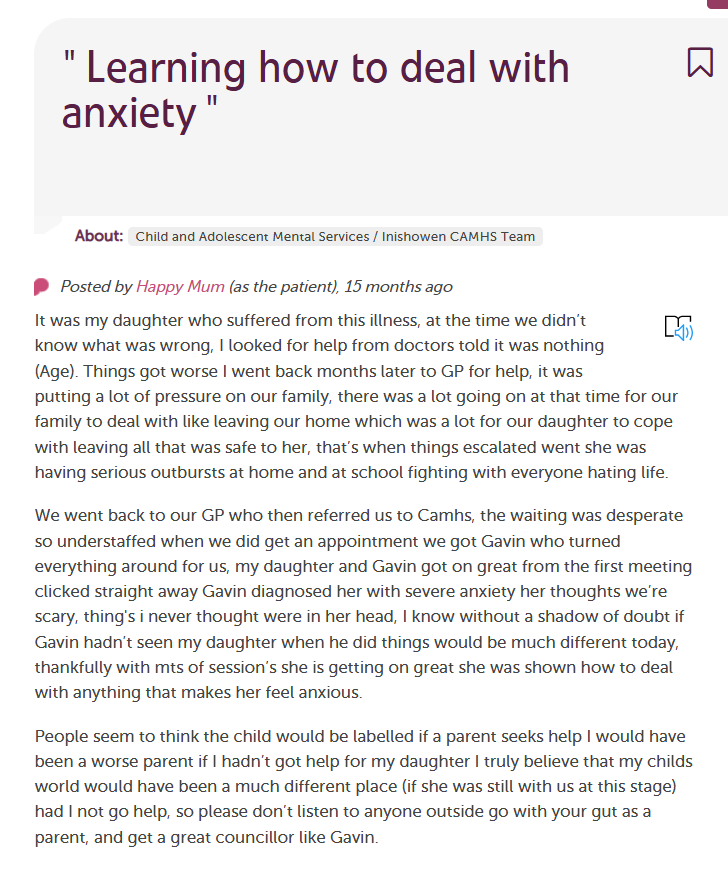 " Learning how to deal with
anxiety "
About: Child and Adolescent Mental Services / Inishowen CAMHS Team
Posted by Happy Mum (as the patient), 15 months ago
It was my daughter who suffered from this illness, at the time we didn't
know what was wrong, I looked for help from doctors told it was nothing
(Age). Things got worse I went back months later to GP for help, it was
putting a lot of pressure on our family, there was a lot going on at that time for our
family to deal with like leaving our home which was a lot for our daughter to cope
with leaving all that was safe to her, that's when things escalated went she was
having serious outbursts at home and at school fighting with everyone hating life.
We went back to our GP who then referred us to Camhs, the waiting was desperate
so understaffed when we did get an appointment we got Gavin who turned
everything around for us, my daughter and Gavin got on great from the first meeting
clicked straight away Gavin diagnosed her with severe anxiety her thoughts we're
scary, thing's i never thought were in her head, I know without a shadow of doubt if
Gavin hadn't seen my daughter when he did things would be much different today,
thankfully with mts of session's she is getting on great she was shown how to deal
with anything that makes her feel anxious.
People seem to think the child would be labelled if a parent seeks help I would have
been a worse parent if I hadn't got help for my daughter I truly believe that my childs
world would have been a much different place (if she was still with us at this stage)
had I not go help, so please don't listen to anyone outside go with your gut as a
parent, and get a great councillor like Gavin.